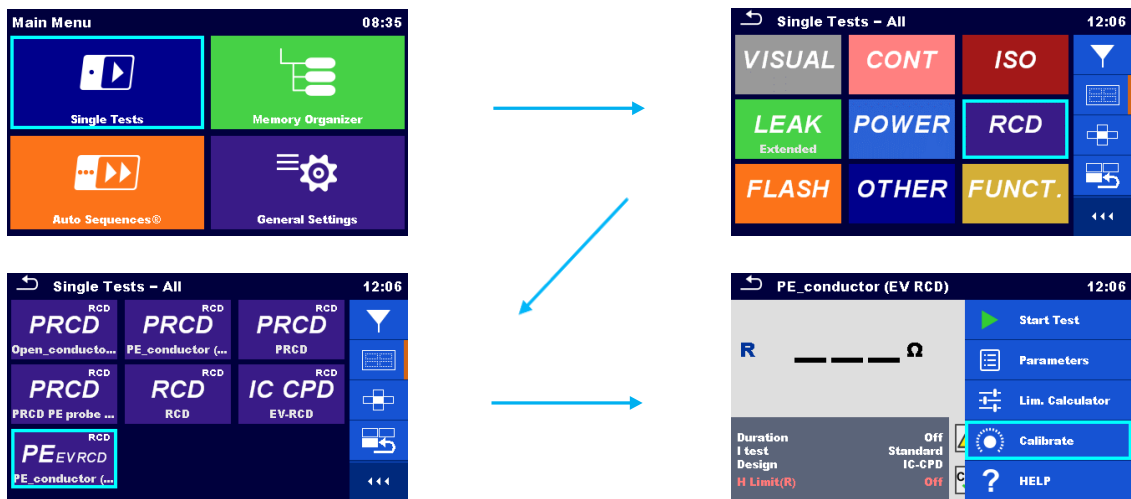 Main Menu 08:35
Single Tests
Memory Organizer
Auto Sequences®
General Settings
Single Tests – All 12:06
VISUAL CONT ISO
LEAK POWER RCD
Extended
FLASH OTHER FUNCT.
Single Tests – All 12:06
RCD RCD RCD
PRCD PRCD PRCD
Open_conducto... PE_conductor (... PRCD
RCD RCD RCD
PRCD RCD IC CPD
PRCD PE probe ... RCD EV-RCD
RCD
PE EV RCD
PE_conductor (...
PE_conductor (EV RCD) 12:06
R ___ Ω
Duration Off
I test Standard
Design IC-CPD
H Limit(R) Off
C
Start Test
Parameters
Lim. Calculator
Calibrate
? HELP